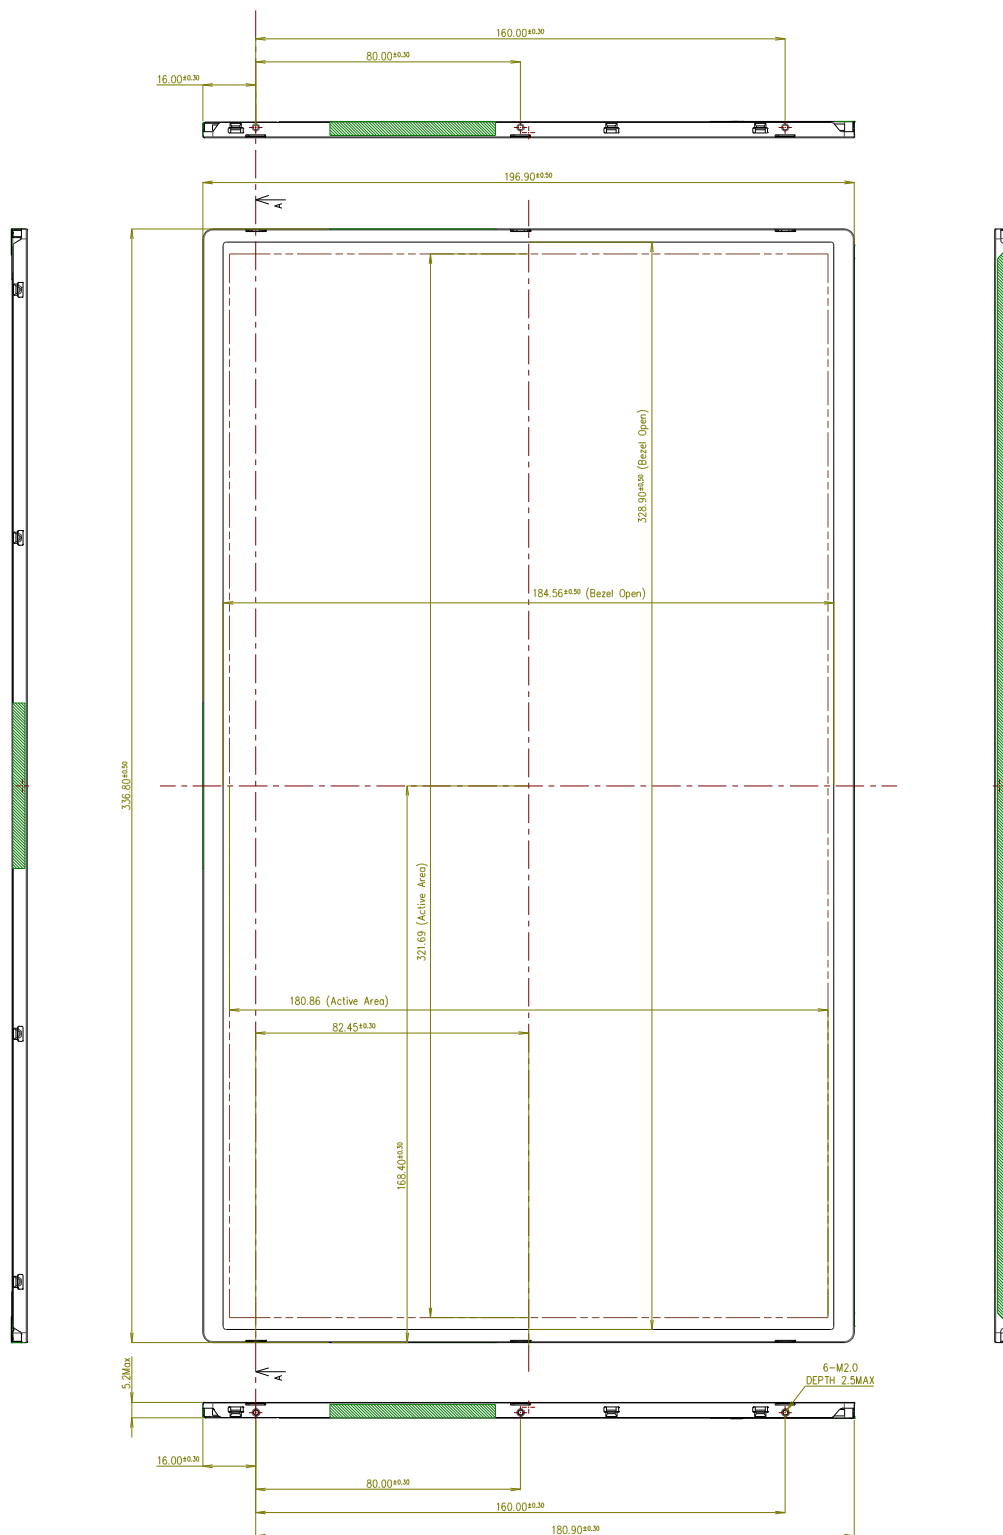 160.00±0.30
80.00±0.30
16.00±0.30
196.90±0.50
A
328.90±0.50 (Bezel Open)
184.56±0.50 (Bezel Open)
336.80±0.50
321.69 (Active Area)
180.86 (Active Area)
82.45±0.30
168.40±0.30
A
5.2Max
6-M2.0
DEPTH 2.5MAX
16.00±0.30
80.00±0.30
160.00±0.30
180.90±0.30